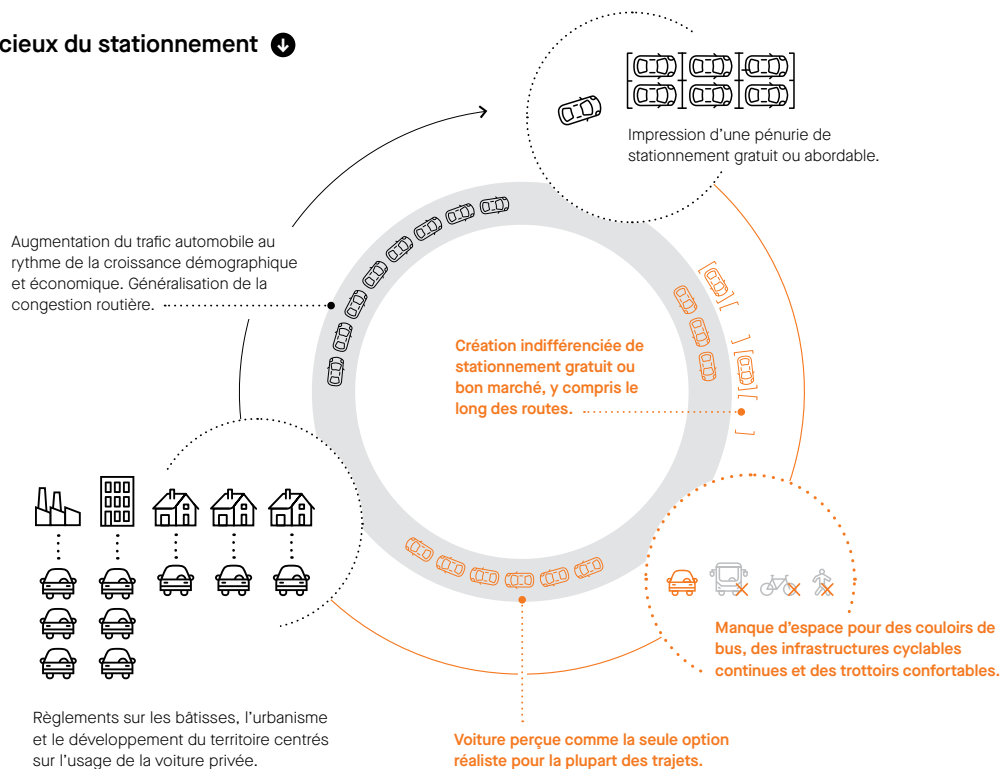 cieux du stationnement
Impression d’une pénurie de
stationnement gratuit ou abordable.
Augmentation du trafic automobile au
rythme de la croissance démographique
et économique. Généralisation de la
congestion routière.
Création indifférenciée de
stationnement gratuit ou
bon marché, y compris le
long des routes.
Manque d'espace pour des couloirs de
bus, des infrastructures cyclables
continues et des trottoirs confortables.
Règlements sur les bâtisses, l’urbanisme
et le développement du territoire centrés
sur l’usage de la voiture privée.
Voiture perçue comme la seule option
réaliste pour la plupart des trajets.